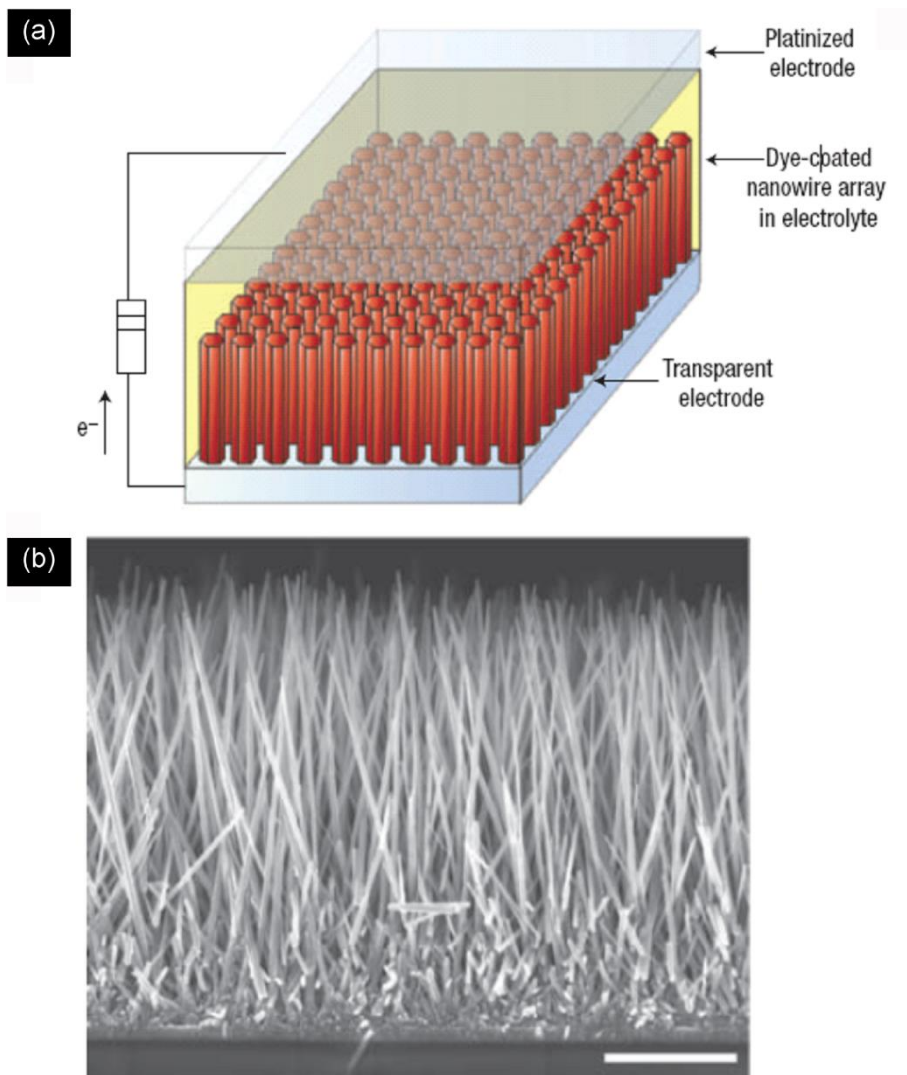 (a)
Platinized
electrode
Dye-coated
nanowire array
in electrolyte
Transparent
electrode
e−
(b)